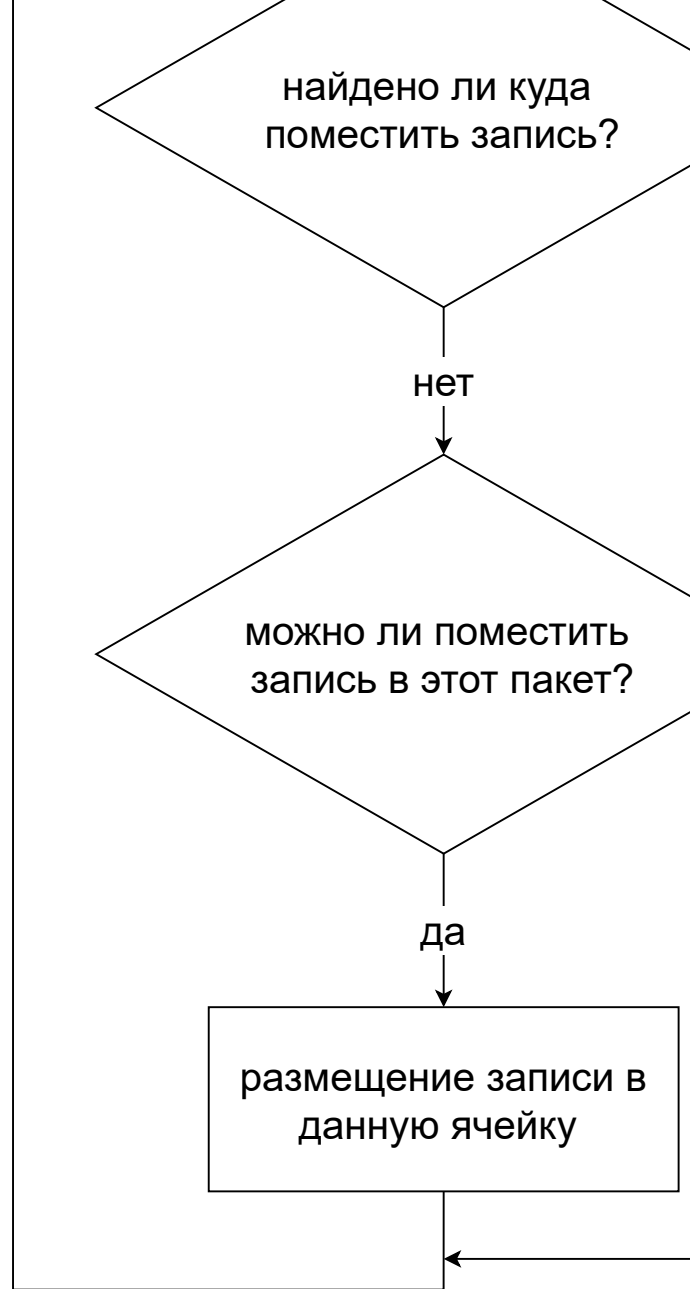 найдено ли куда
поместить запись?
нет
можно ли поместить
запись в этот пакет?
да
размещение записи в
данную ячейку